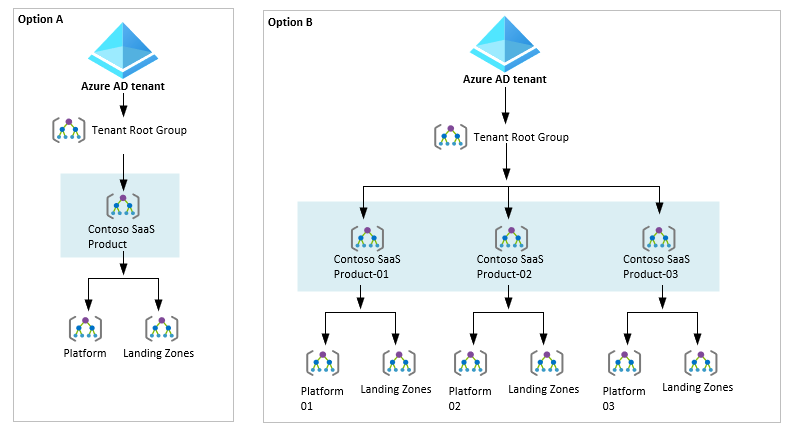 Option A
Azure AD tenant
Tenant Root Group
Contoso SaaS
Product
Platform
Landing Zones
Option B
Azure AD tenant
Tenant Root Group
Contoso SaaS
Product-01
Contoso SaaS
Product-02
Contoso SaaS
Product-03
Platform
01
Landing Zones
Platform
02
Landing Zones
Platform
03
Landing Zones